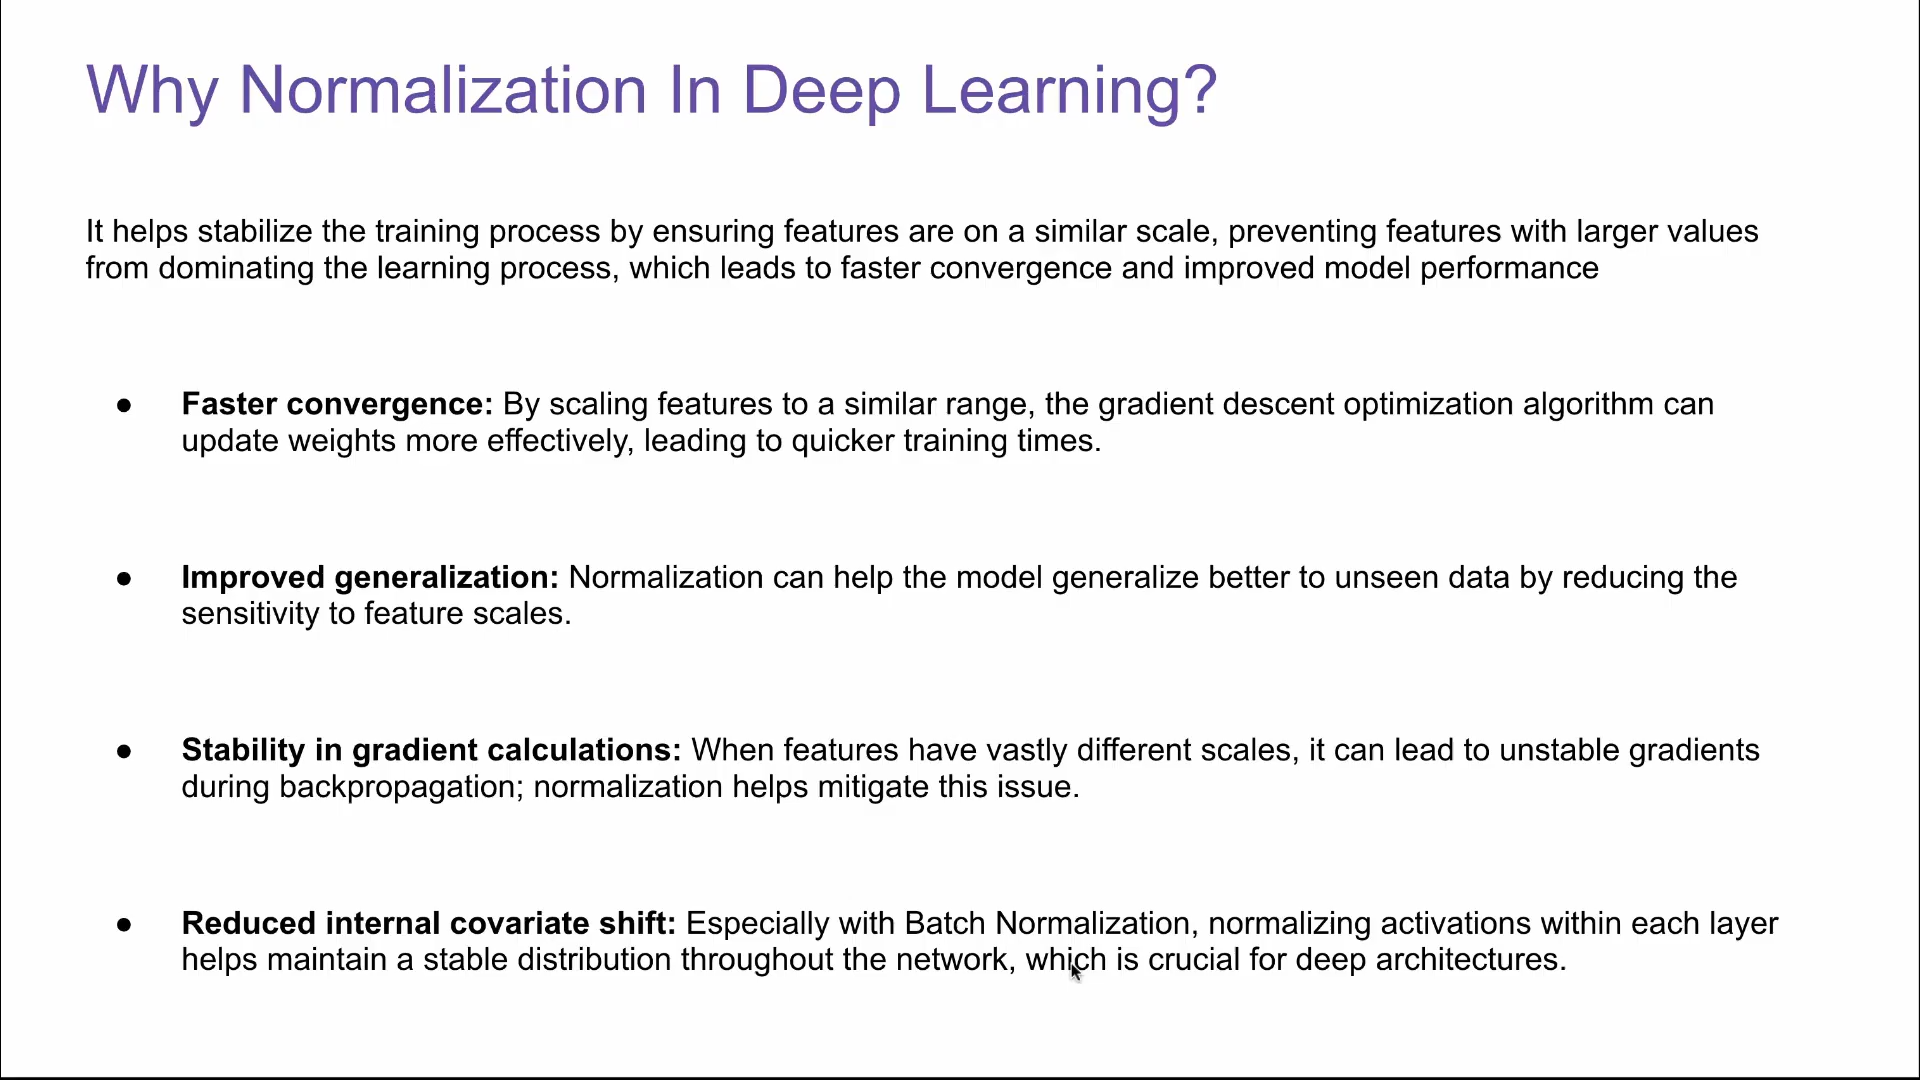 Why Normalization In Deep Learning?
It helps stabilize the training process by ensuring features are on a similar scale, preventing features with larger values
from dominating the learning process, which leads to faster convergence and improved model performance
● Faster convergence: By scaling features to a similar range, the gradient descent optimization algorithm can
update weights more effectively, leading to quicker training times.
● Improved generalization: Normalization can help the model generalize better to unseen data by reducing the
sensitivity to feature scales.
● Stability in gradient calculations: When features have vastly different scales, it can lead to unstable gradients
during backpropagation; normalization helps mitigate this issue.
● Reduced internal covariate shift: Especially with Batch Normalization, normalizing activations within each layer
helps maintain a stable distribution throughout the network, which is crucial for deep architectures.